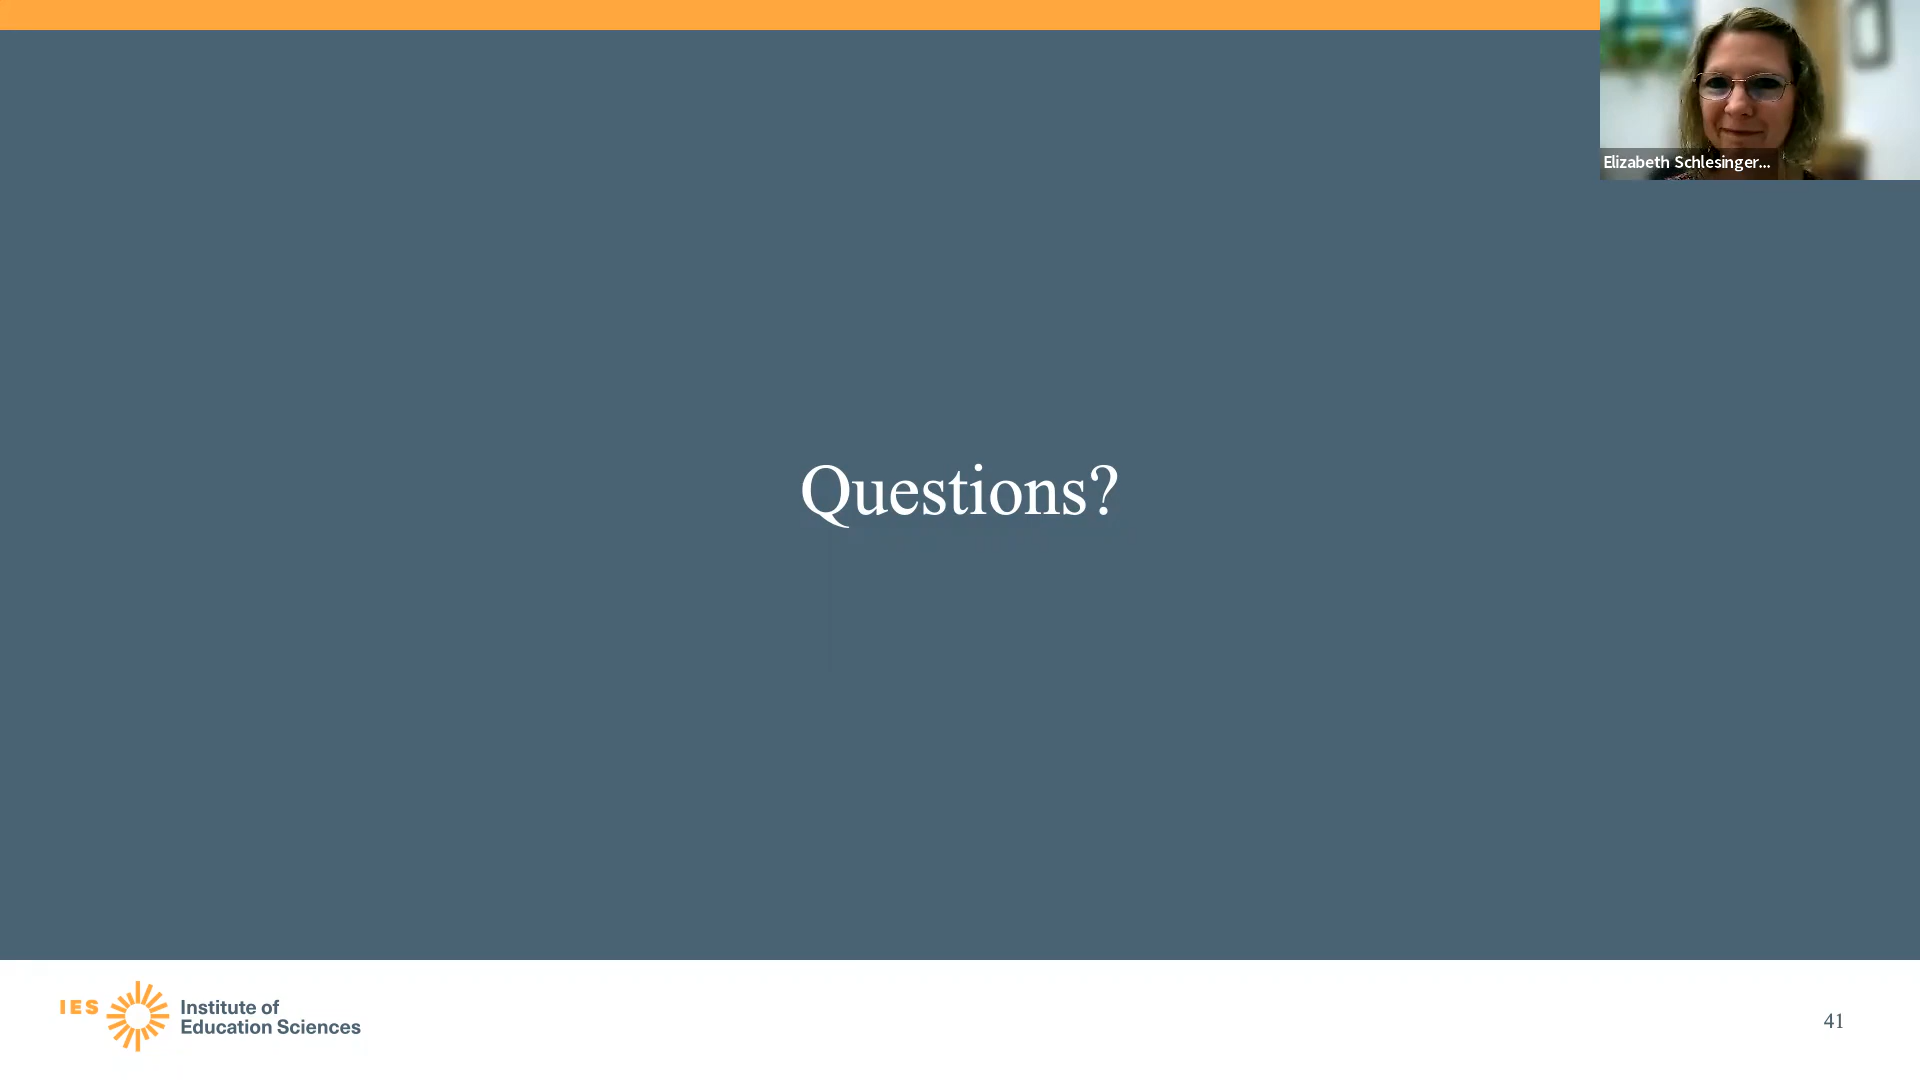 Elizabeth Schlesinger...
Questions?
IES
Institute of
Education Sciences
41